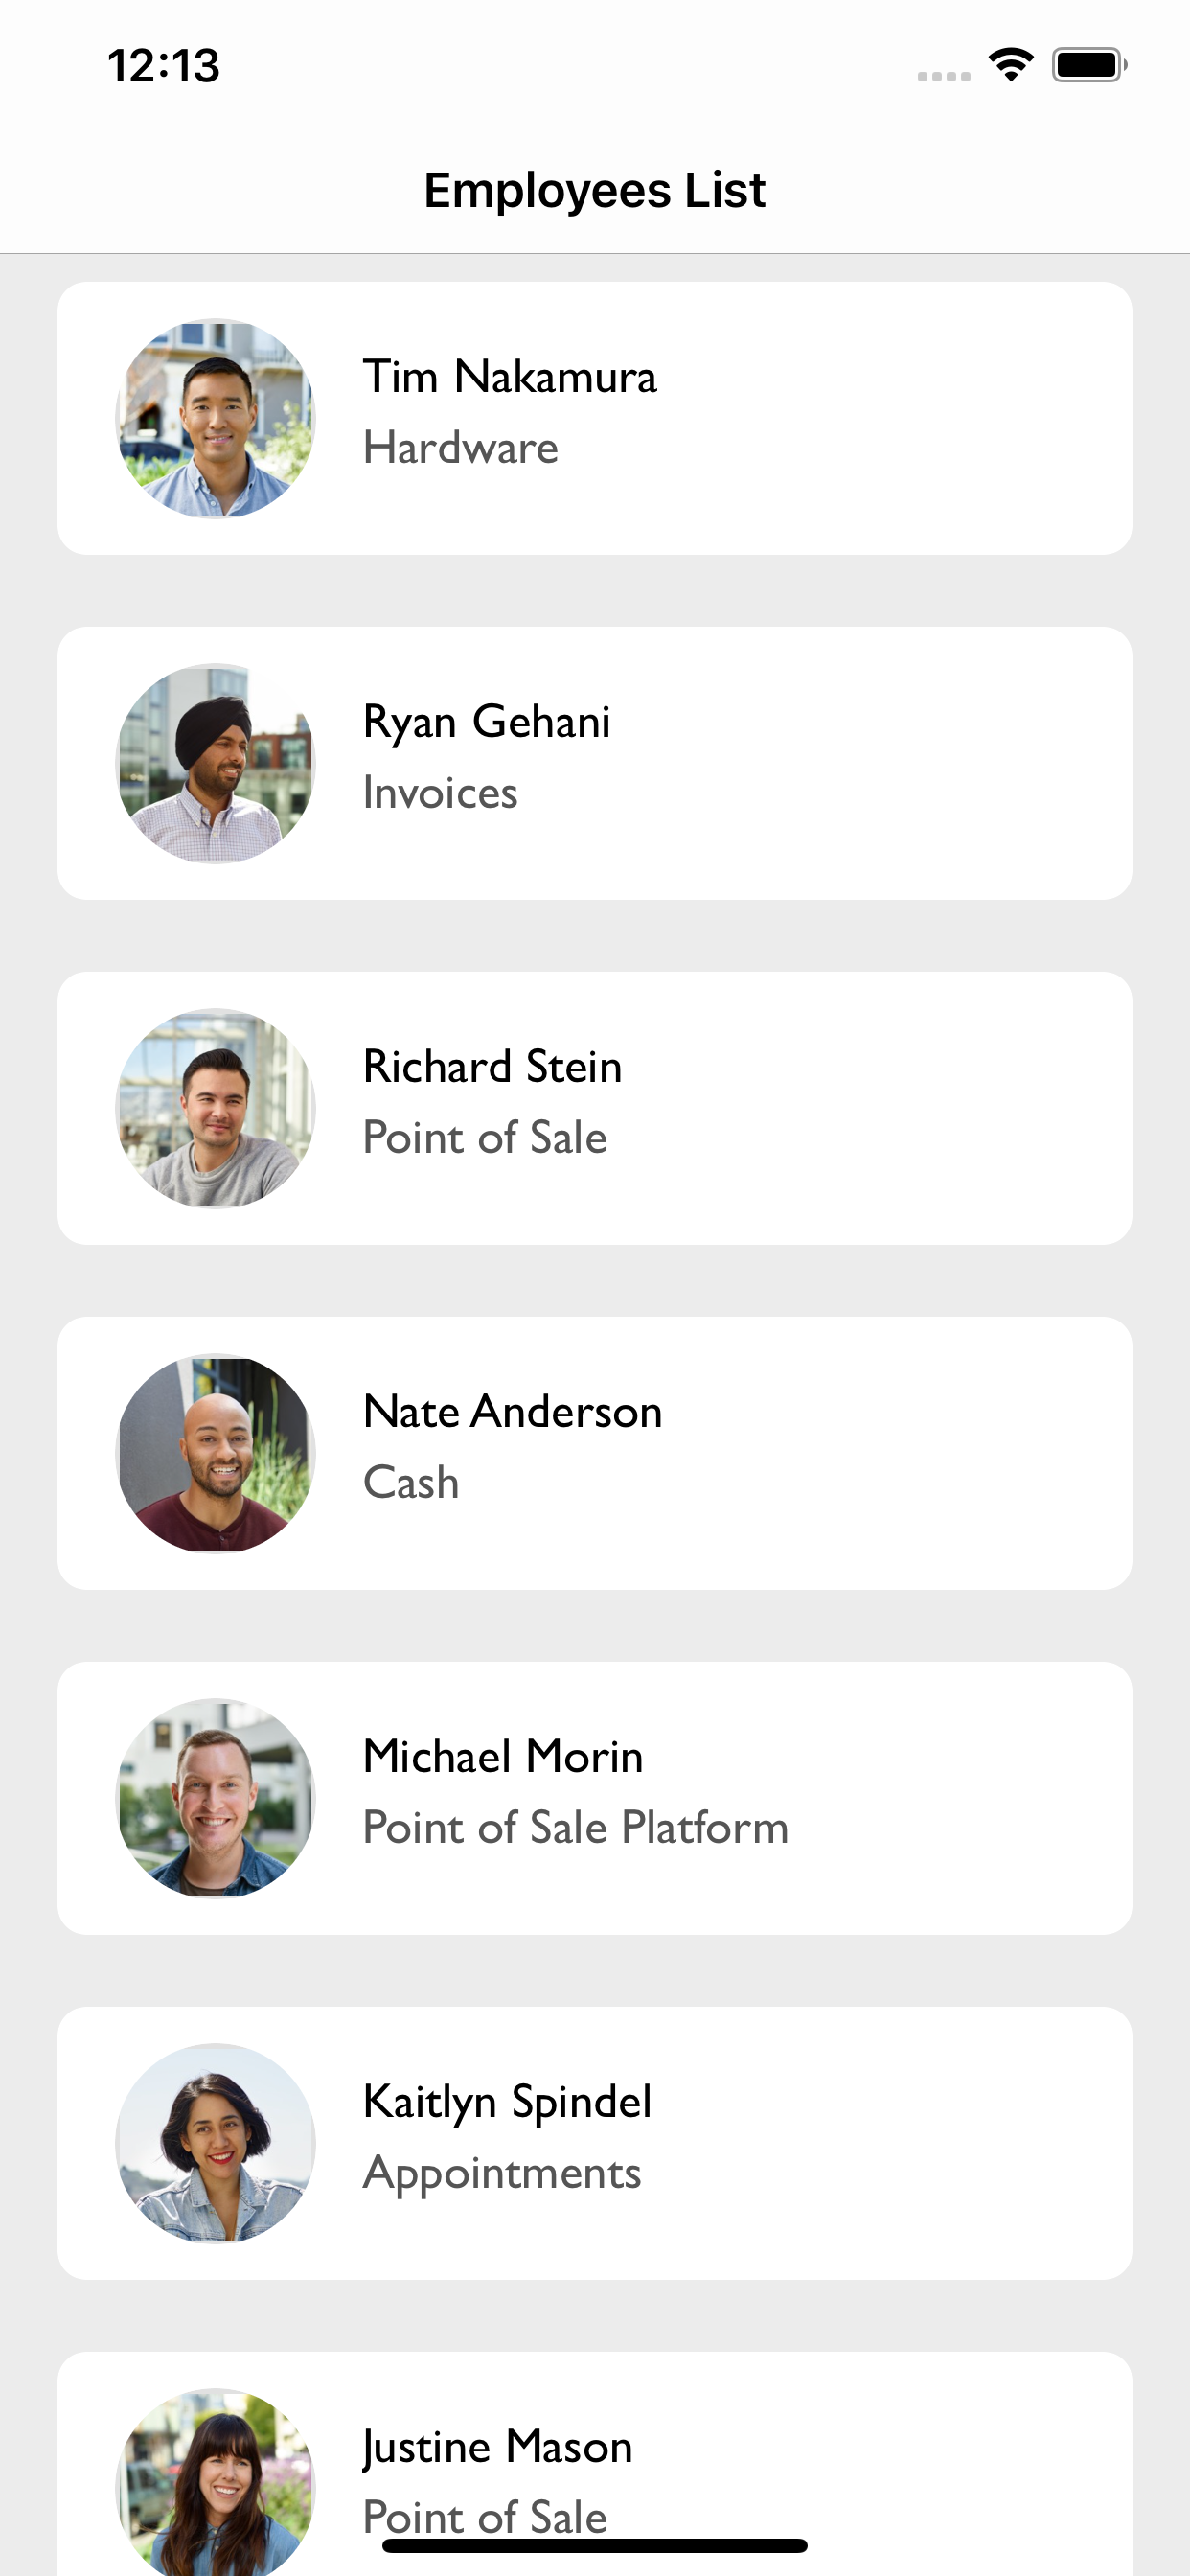 12:13
Employees List
Tim Nakamura
Hardware
Ryan Gehani
Invoices
Richard Stein
Point of Sale
Nate Anderson
Cash
Michael Morin
Point of Sale Platform
Kaitlyn Spindel
Appointments
Justine Mason
Point of Sale